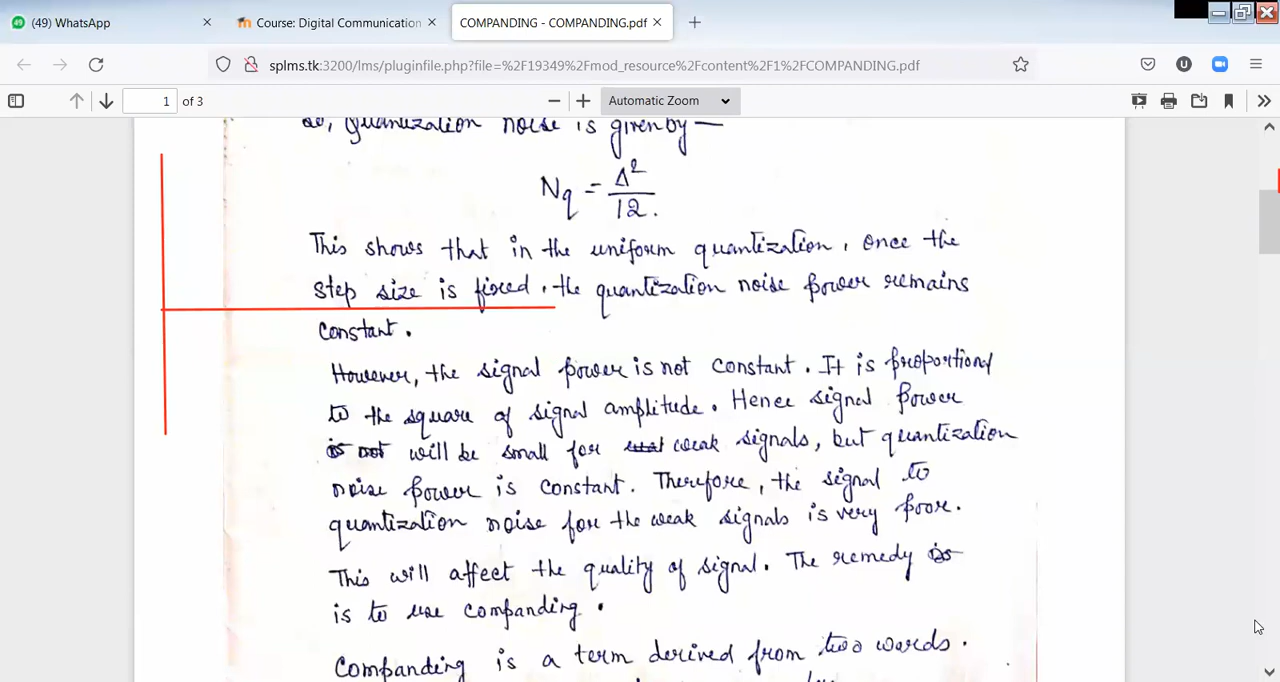 (49) WhatsApp
Course: Digital Communication
COMPANDING - COMPANDING.pdf
splms.tk:3200/lms/pluginfile.php?file=%2F19349%2Fmod_resource%2Fcontent%2F1%2FCOMPANDING.pdf
1 of 3
Automatic Zoom
So, Quantization noise is given by—
Nq = Δ²/12.
This shows that in the uniform quantization, once the
step size is fixed, the quantization noise power remains
constant.
However, the signal power is not constant. It is proportional
to the square of signal amplitude. Hence signal power
is not will be small for weak signals, but quantization
noise power is constant. Therefore, the signal to
quantization noise for the weak signals is very poor.
This will affect the quality of signal. The remedy is
is to use companding.
Companding is a term derived from two words.